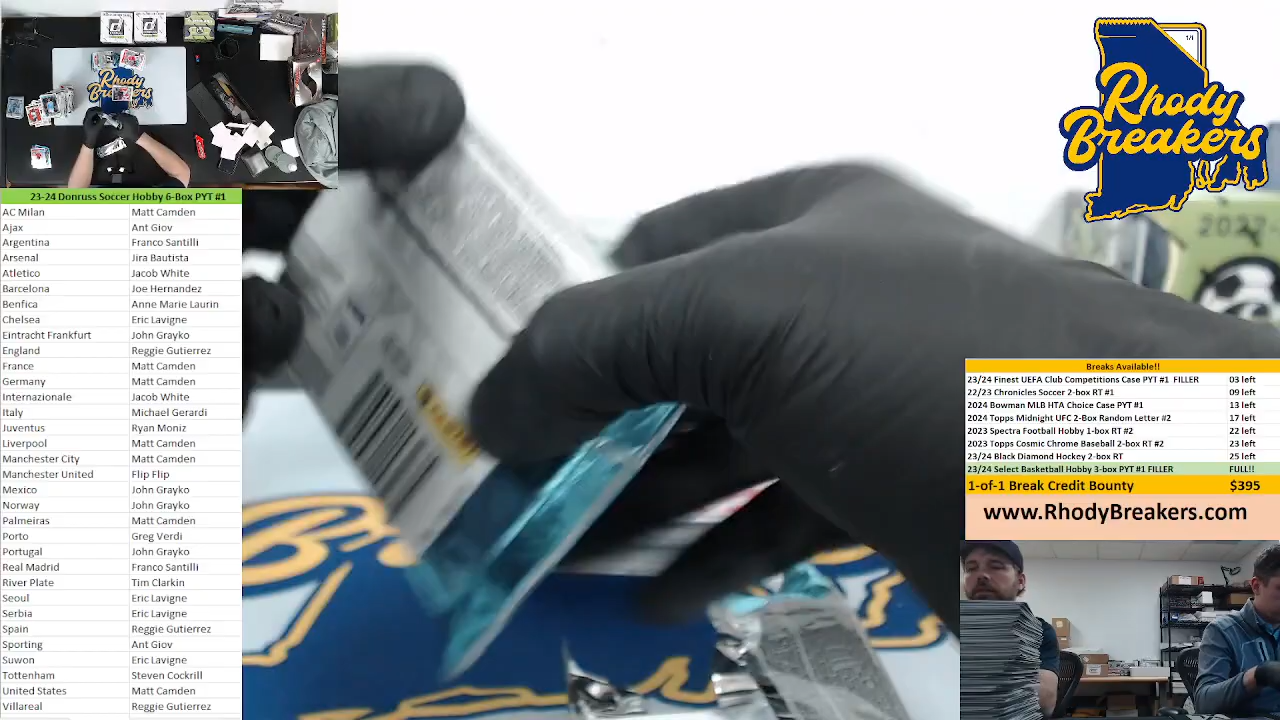 Rhody
Breakers
1/1
Rhody
Breakers
2022-
23-24 Donruss Soccer Hobby 6-Box PYT #1
AC Milan Matt Camden
Ajax Ant Giov
Argentina Franco Santilli
Arsenal Jira Bautista
Atletico Jacob White
Barcelona Joe Hernandez
Benfica Anne Marie Laurin
Chelsea Eric Lavigne
Eintracht Frankfurt John Grayko
England Reggie Gutierrez
France Matt Camden
Germany Matt Camden
Internazionale Jacob White
Italy Michael Gerardi
Juventus Ryan Moniz
Liverpool Matt Camden
Manchester City Matt Camden
Manchester United Flip Flip
Mexico John Grayko
Norway John Grayko
Palmeiras Matt Camden
Porto Greg Verdi
Portugal John Grayko
Real Madrid Franco Santilli
River Plate Tim Clarkin
Seoul Eric Lavigne
Serbia Eric Lavigne
Spain Reggie Gutierrez
Sporting Ant Giov
Suwon Eric Lavigne
Tottenham Steven Cockrill
United States Matt Camden
Villareal Reggie Gutierrez
Breaks Available!!
23/24 Finest UEFA Club Competitions Case PYT #1 FILLER 03 left
22/23 Chronicles Soccer 2-box RT #1 09 left
2024 Bowman MLB HTA Choice Case PYT #1 13 left
2024 Topps Midnight UFC 2-Box Random Letter #2 17 left
2023 Spectra Football Hobby 1-box RT #2 22 left
2023 Topps Cosmic Chrome Baseball 2-box RT #2 23 left
23/24 Black Diamond Hockey 2-box RT 25 left
23/24 Select Basketball Hobby 3-box PYT #1 FILLER FULL!!
1-of-1 Break Credit Bounty $395
www.RhodyBreakers.com